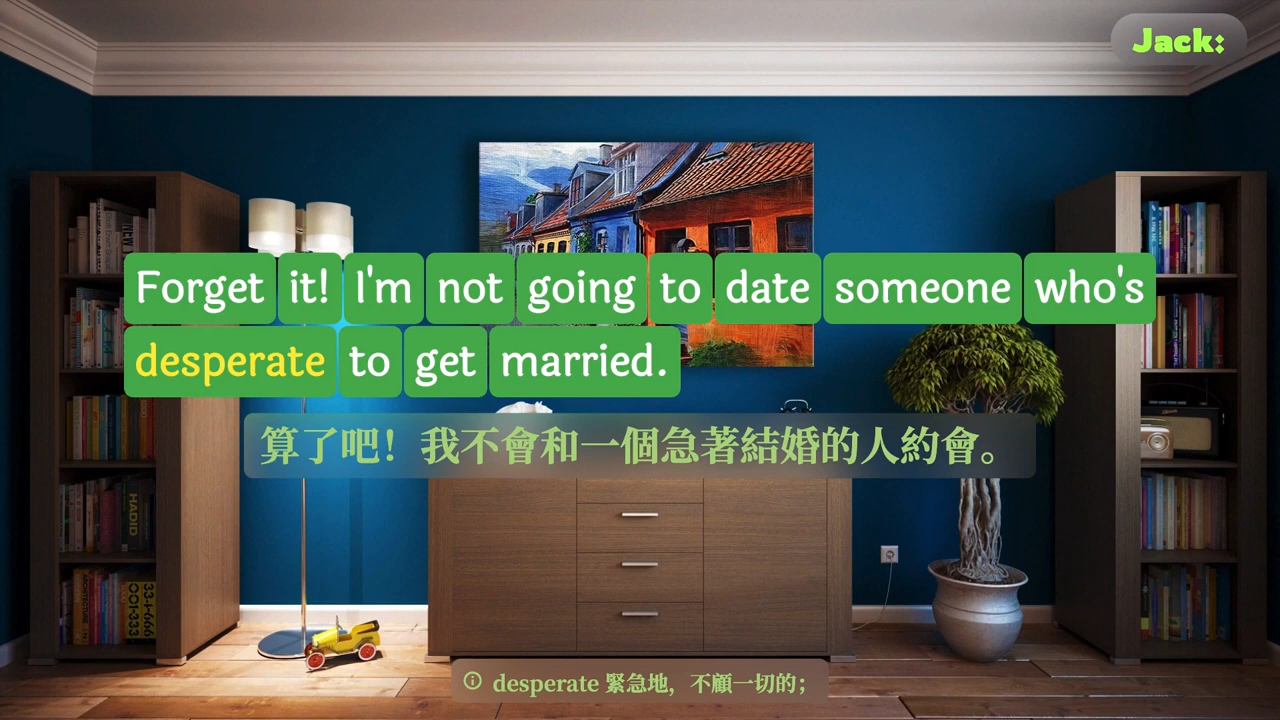 Jack:
Forget it! I'm not going to date someone who's
desperate to get married.
算了吧！我不會和一個急著結婚的人約會。
desperate 緊急地，不顧一切的；
HADID